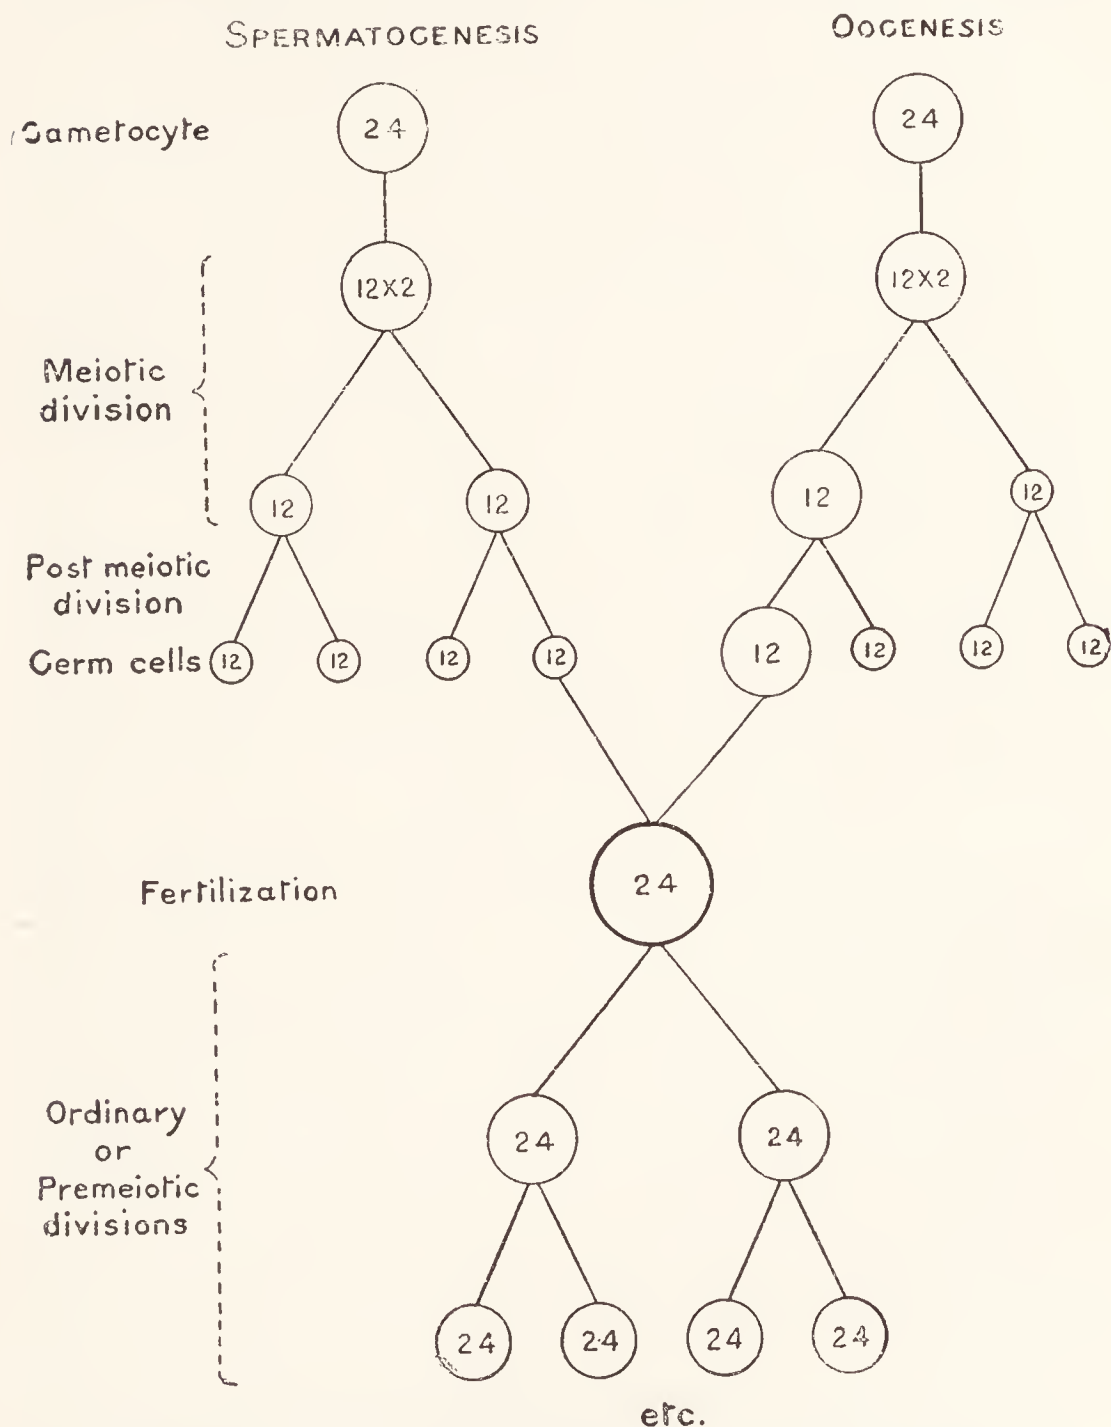 SPERMATOGENESIS
OOGENESIS
Gametocyte
24
24
12X2
12X2
Meiotic
division
12
12
12
12
Post meiotic
division
Germ cells
12
12
12
12
12
12
12
12
Fertilization
24
Ordinary
or
Premeiotic
divisions
24
24
24
24
24
24
etc.